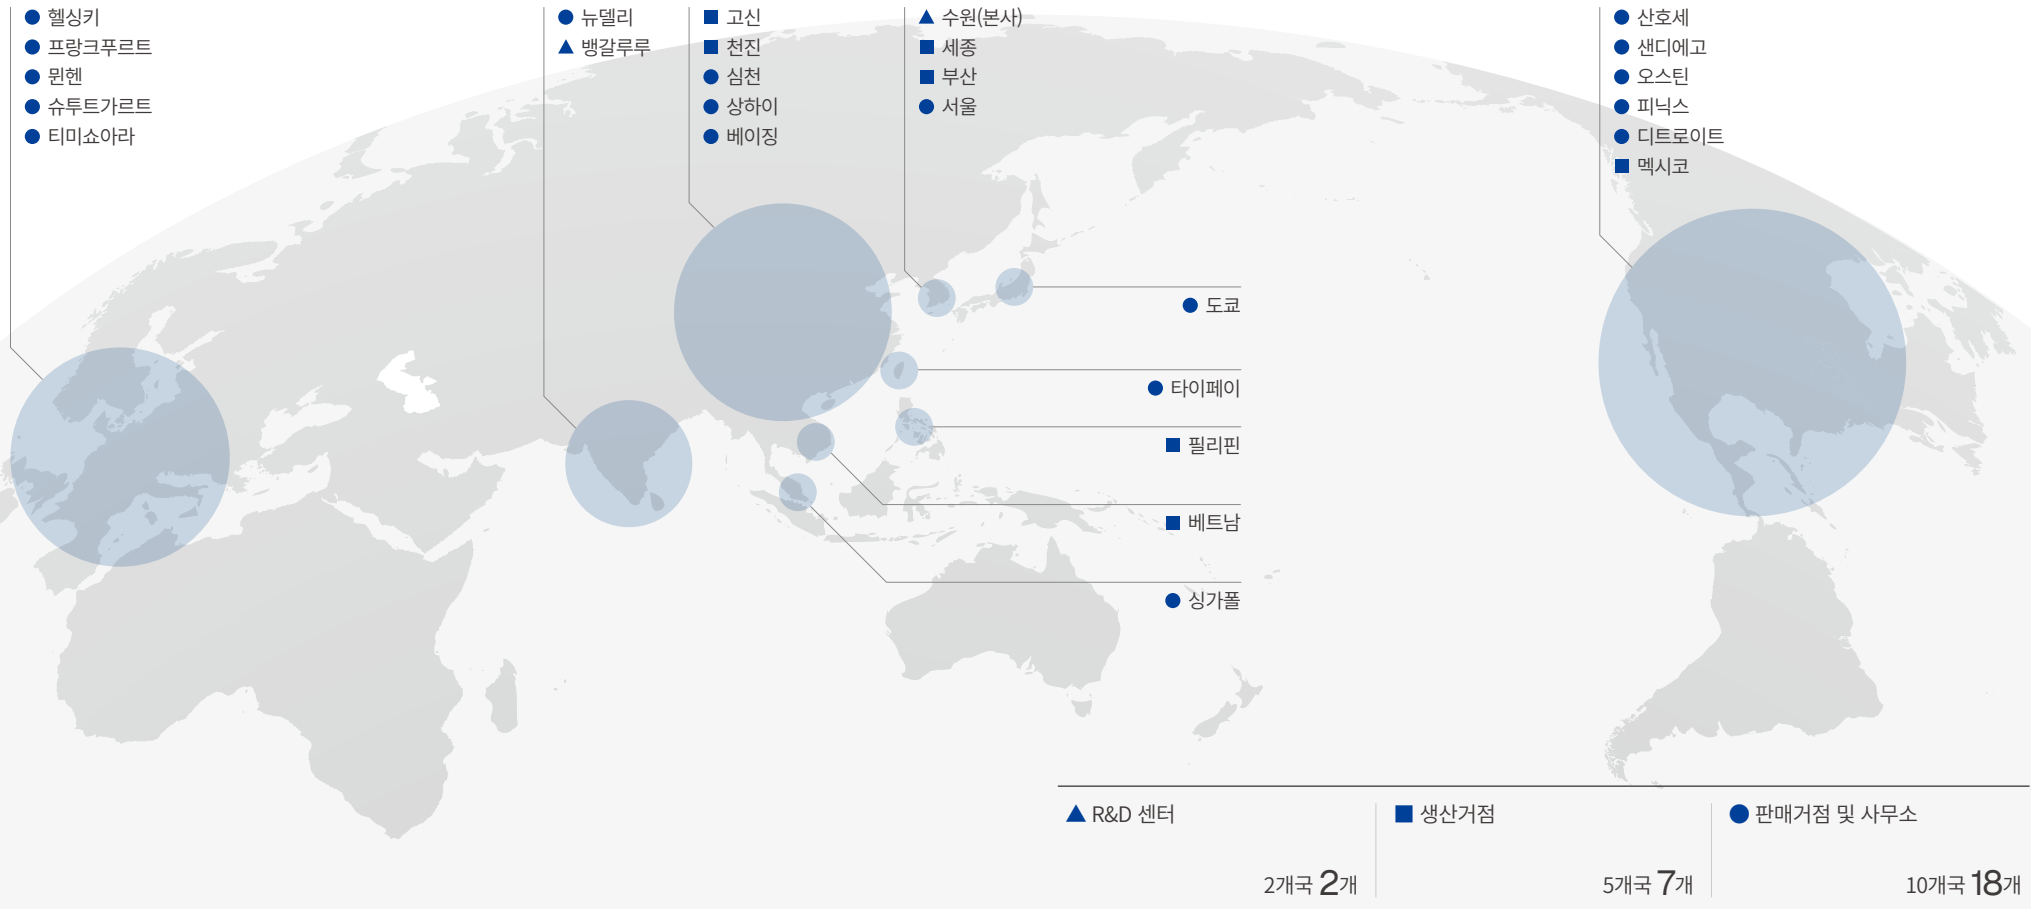 헬싱키
프랑크푸르트
뮌헨
슈투트가르트
티미쇼아라
뉴델리
뱅갈루루
고신
천진
심천
상하이
베이징
수원(본사)
세종
부산
서울
산호세
샌디에고
오스틴
피닉스
디트로이트
멕시코
도쿄
타이페이
필리핀
베트남
싱가폴
R&D 센터
2개국 2개
생산거점
5개국 7개
판매거점 및 사무소
10개국 18개